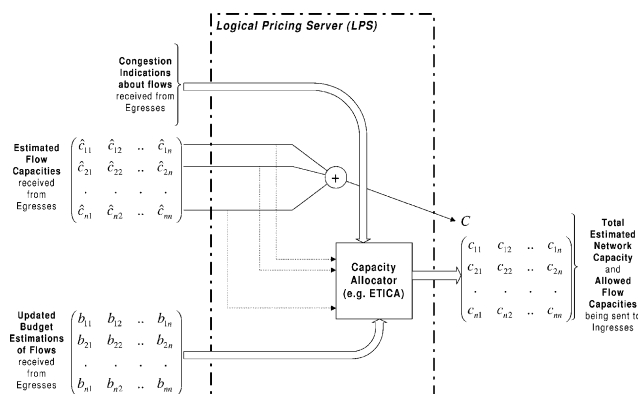 Logical Pricing Server (LPS)
Congestion
Indications
about flows
received from
Egresses
Estimated
Flow
Capacities
received
from
Egresses
ĉ11 ĉ12 .. ĉ1n
ĉ21 ĉ22 .. ĉ2n
. . . .
ĉn1 ĉn2 .. ĉnn
+
C
Capacity
Allocator
(e.g. ETICA)
c11 c12 .. c1n
c21 c22 .. c2n
. . . .
cn1 cn2 .. cnn
Total
Estimated
Network
Capacity
and
Allowed
Flow
Capacities
being sent to
Ingresses
Updated
Budget
Estimations
of Flows
received
from
Egresses
b11 b12 .. b1n
b21 b22 .. b2n
. . . .
bn1 bn2 .. bnn